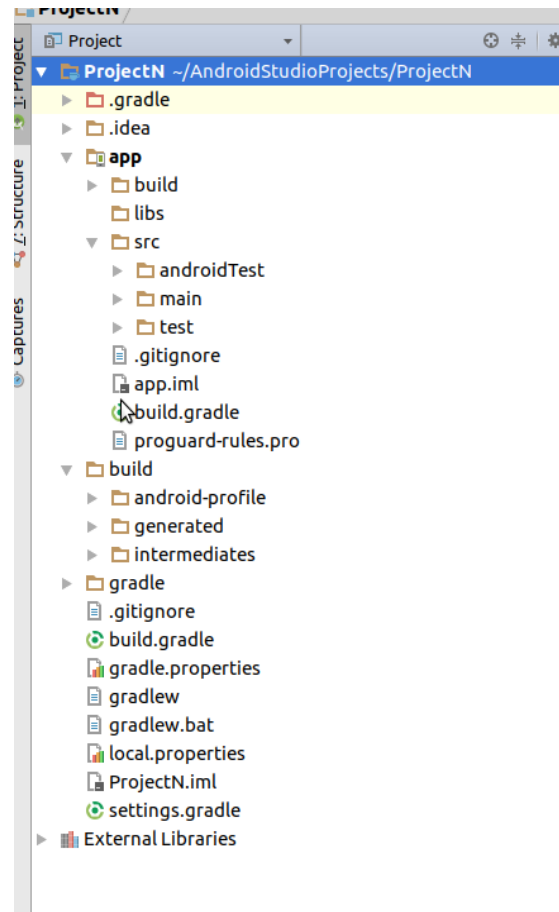 ProjectN
Project
ProjectN ~/AndroidStudioProjects/ProjectN
.gradle
.idea
app
build
libs
src
androidTest
main
test
.gitignore
app.iml
build.gradle
proguard-rules.pro
build
android-profile
generated
intermediates
gradle
.gitignore
build.gradle
gradle.properties
gradlew
gradlew.bat
local.properties
ProjectN.iml
settings.gradle
External Libraries
1: Project
7: Structure
Captures